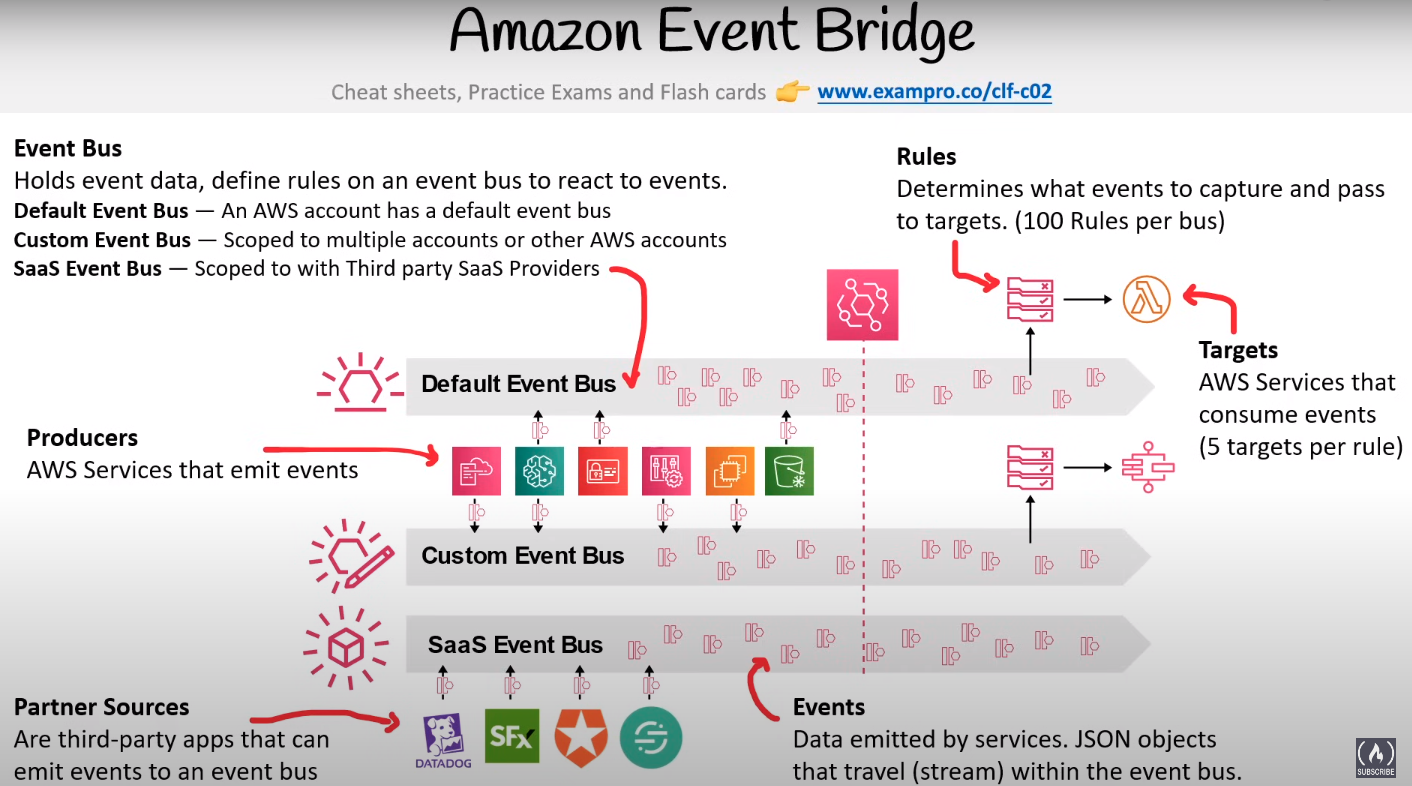 Amazon Event Bridge
Cheat sheets, Practice Exams and Flash cards 👉 www.exampro.co/clf-c02
Event Bus
Holds event data, define rules on an event bus to react to events.
Default Event Bus — An AWS account has a default event bus
Custom Event Bus — Scoped to multiple accounts or other AWS accounts
SaaS Event Bus — Scoped to with Third party SaaS Providers
Rules
Determines what events to capture and pass
to targets. (100 Rules per bus)
Targets
AWS Services that
consume events
(5 targets per rule)
Default Event Bus
Producers
AWS Services that emit events
Custom Event Bus
SaaS Event Bus
Partner Sources
Are third-party apps that can
emit events to an event bus
DATADOG
SFx
Events
Data emitted by services. JSON objects
that travel (stream) within the event bus.
SUBSCRIBE